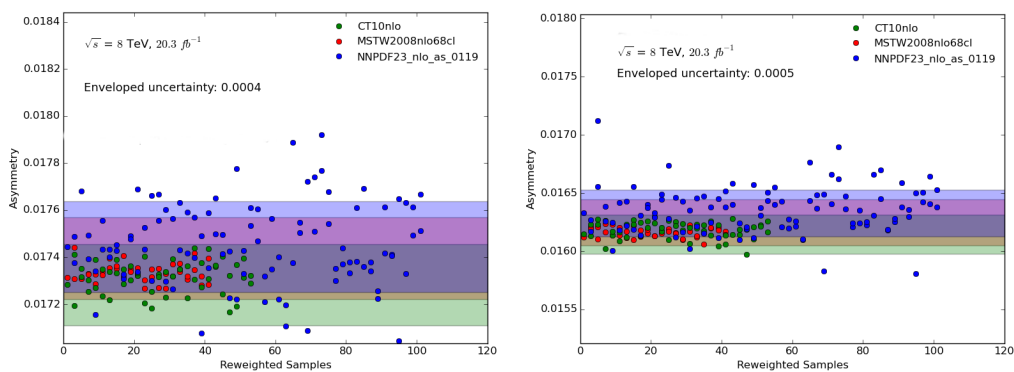 0.0184
0.0182
0.0180
0.0178
0.0176
0.0174
0.0172
Asymmetry
√s = 8 TeV, 20.3 fb⁻¹
Enveloped uncertainty: 0.0004
CT10nlo
MSTW2008nlo68cl
NNPDF23_nlo_as_0119
0 20 40 60 80 100 120
Reweighted Samples
0.0180
0.0175
0.0170
0.0165
0.0160
0.0155
Asymmetry
√s = 8 TeV, 20.3 fb⁻¹
Enveloped uncertainty: 0.0005
CT10nlo
MSTW2008nlo68cl
NNPDF23_nlo_as_0119
0 20 40 60 80 100 120
Reweighted Samples